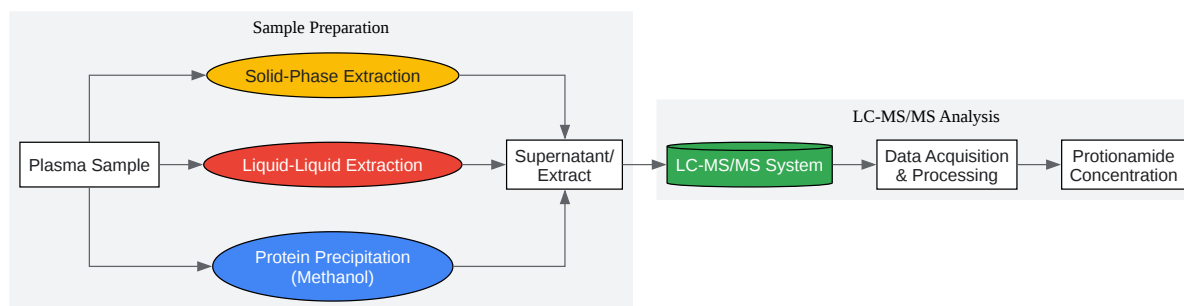 Sample Preparation
Solid-Phase Extraction
Plasma Sample
Liquid-Liquid Extraction
Supernatant/
Extract
Protein Precipitation
(Methanol)
LC-MS/MS Analysis
LC-MS/MS System
Data Acquisition
& Processing
Protionamide
Concentration